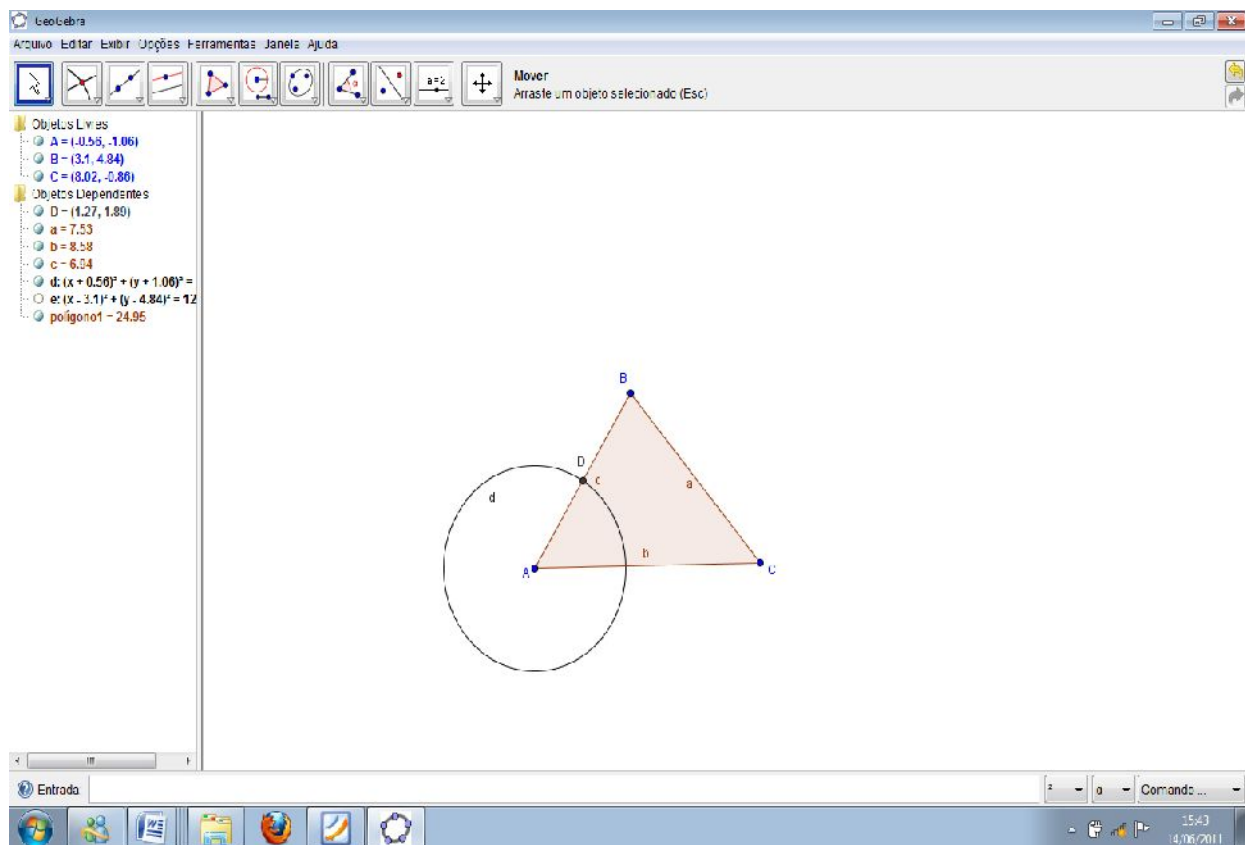 GeoGebra
Arquivo Editar Exibir Opções Ferramentas Janela Ajuda
a=2
Mover
Arraste um objeto selecionado (Esc)
Objetos Livres
A = (-0.56, -1.06)
B = (3.1, 4.84)
C = (8.02, -0.86)
Objetos Dependentes
D = (1.27, 1.89)
a = 7.53
b = 8.58
c = 6.94
d: (x + 0.56)² + (y + 1.06)² =
e: (x - 3.1)² + (y - 4.84)² = 12
polígono1 = 24.95
B
D
c
d
a
b
A
C
Entrada
²
α
Comando ...
15:43
14/06/2011